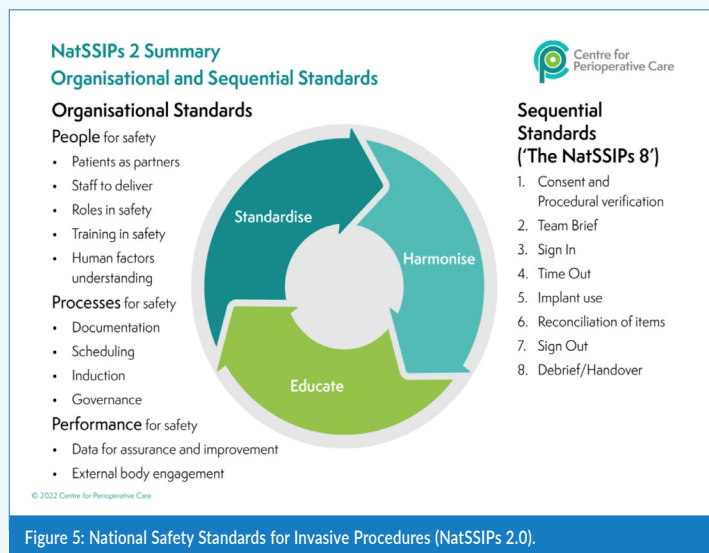 NatSSIPs 2 Summary
Organisational and Sequential Standards
Centre for
Perioperative Care
Organisational Standards
People for safety
• Patients as partners
• Staff to deliver
• Roles in safety
• Training in safety
• Human factors
understanding
Processes for safety
• Documentation
• Scheduling
• Induction
• Governance
Performance for safety
• Data for assurance and improvement
• External body engagement
Standardise
Harmonise
Educate
Sequential
Standards
('The NatSSIPs 8')
1. Consent and
Procedural verification
2. Team Brief
3. Sign In
4. Time Out
5. Implant use
6. Reconciliation of items
7. Sign Out
8. Debrief/Handover
© 2022 Centre for Perioperative Care
Figure 5: National Safety Standards for Invasive Procedures (NatSSIPs 2.0).